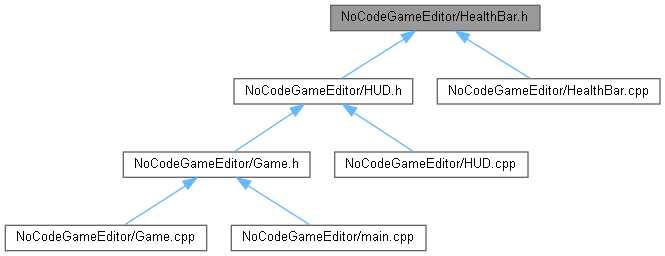 NoCodeGameEditor/HealthBar.h
NoCodeGameEditor/HUD.h
NoCodeGameEditor/HealthBar.cpp
NoCodeGameEditor/Game.h
NoCodeGameEditor/HUD.cpp
NoCodeGameEditor/Game.cpp
NoCodeGameEditor/main.cpp